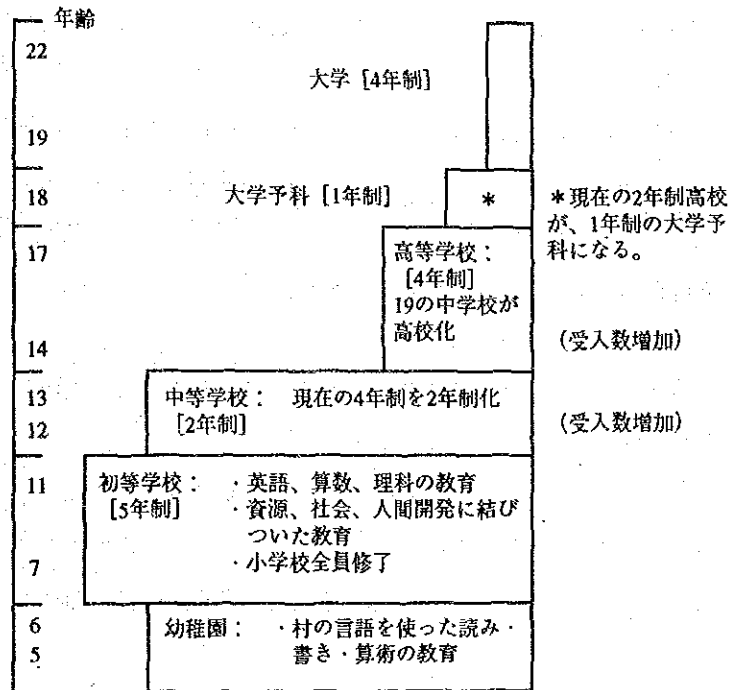 年齢
22
大学 [4年制]
19
18
大学予科 [1年制]
*
*現在の2年制高校
が、1年制の大学予
科になる。
17
高等学校：
[4年制]
19の中学校が
高校化
14
(受入数増加)
13
中等学校： 現在の4年制を2年制化
12
[2年制]
(受入数増加)
11
初等学校： ・英語、算数、理科の教育
[5年制] ・資源、社会、人間開発に結び
ついた教育
7
・小学校全員修了
6
幼稚園： ・村の言語を使った読み・
5
書き・算術の教育